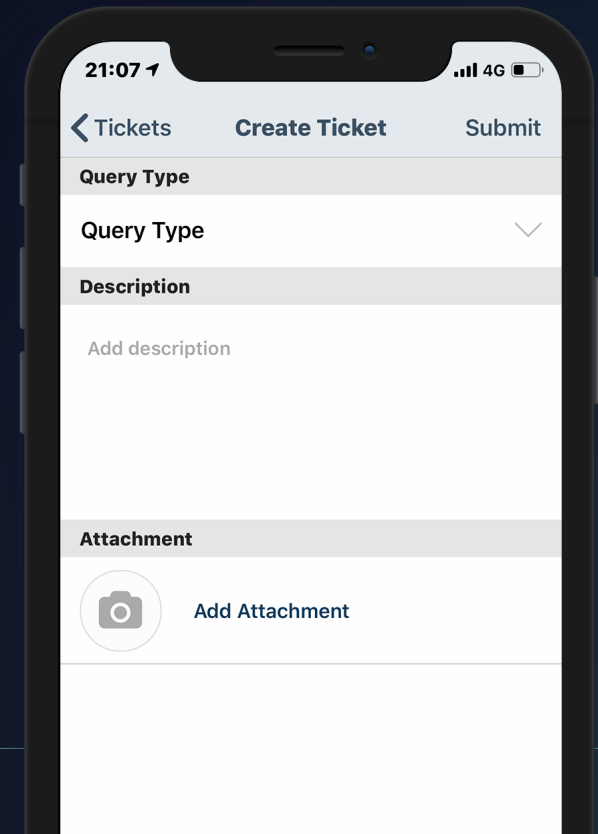 21:07 4G
Tickets Create Ticket Submit
Query Type
Query Type
Description
Add description
Attachment
Add Attachment